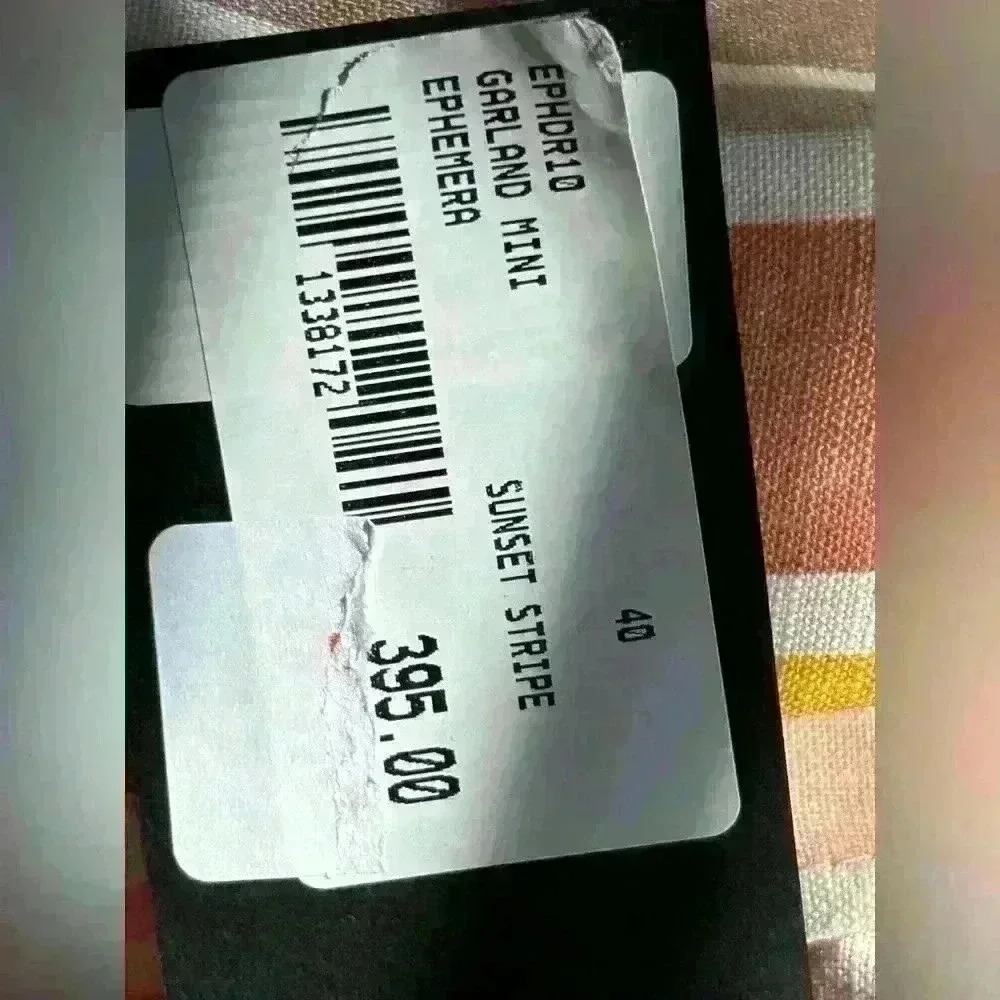 EPHDR10
GARLAND MINI
EPHEMERA
1338172
SUNSET STRIPE
40
395.00